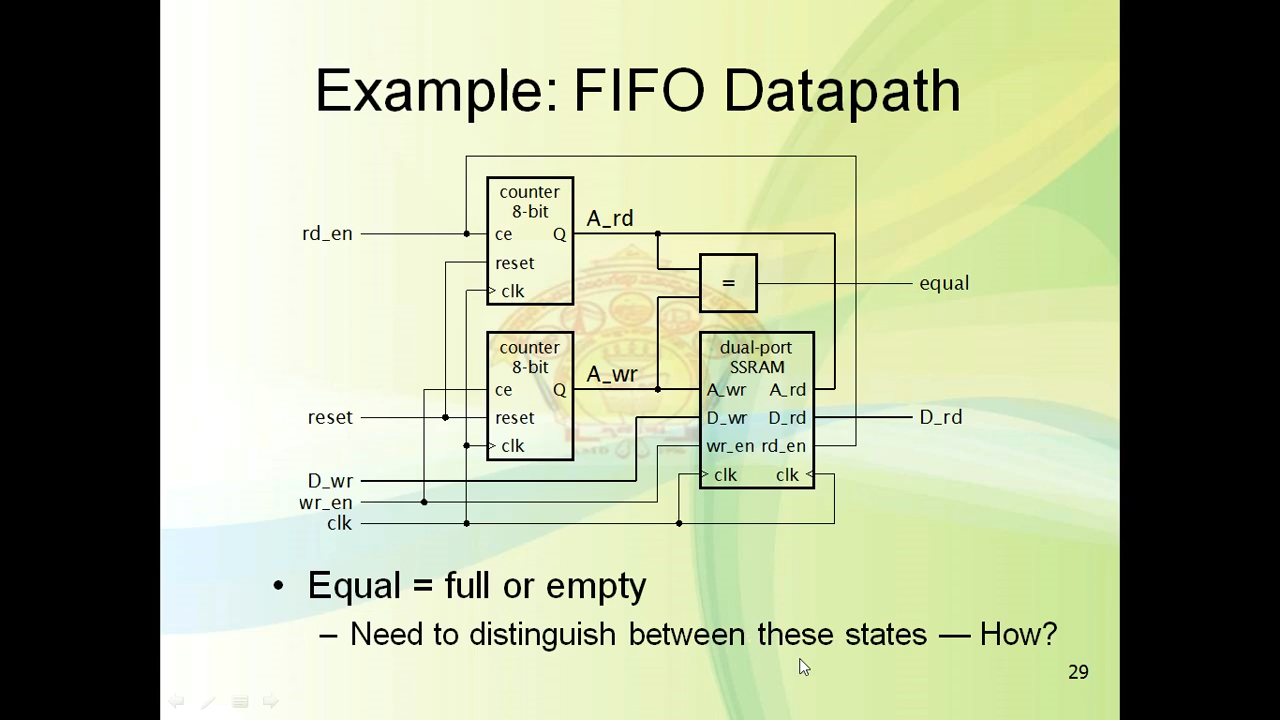 Example: FIFO Datapath
counter
8-bit
rd_en
ce Q
A_rd
reset
clk
=
equal
counter
8-bit
A_wr
ce Q
reset
reset
clk
dual-port
SSRAM
A_wr A_rd
D_wr D_rd
D_rd
wr_en rd_en
clk clk
D_wr
wr_en
clk
• Equal = full or empty
– Need to distinguish between these states — How?
29